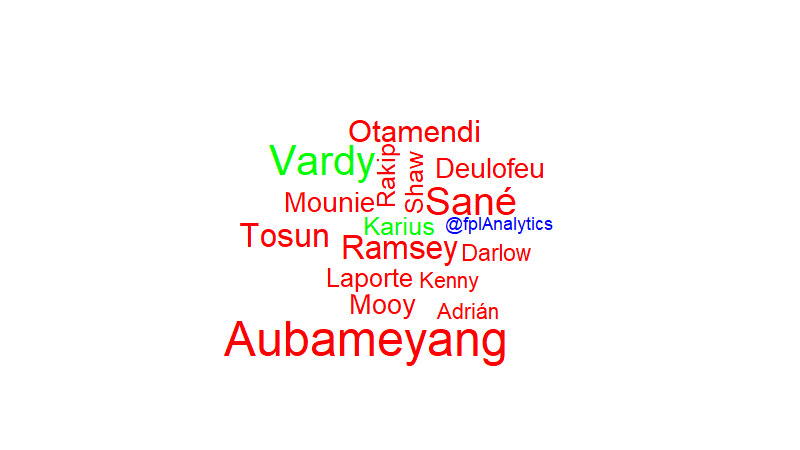 Otamendi
Vardy
Rakip
Shaw
Deulofeu
Mounie
Sané
Karius
@fplAnalytics
Tosun
Ramsey
Darlow
Laporte
Kenny
Mooy
Adrián
Aubameyang